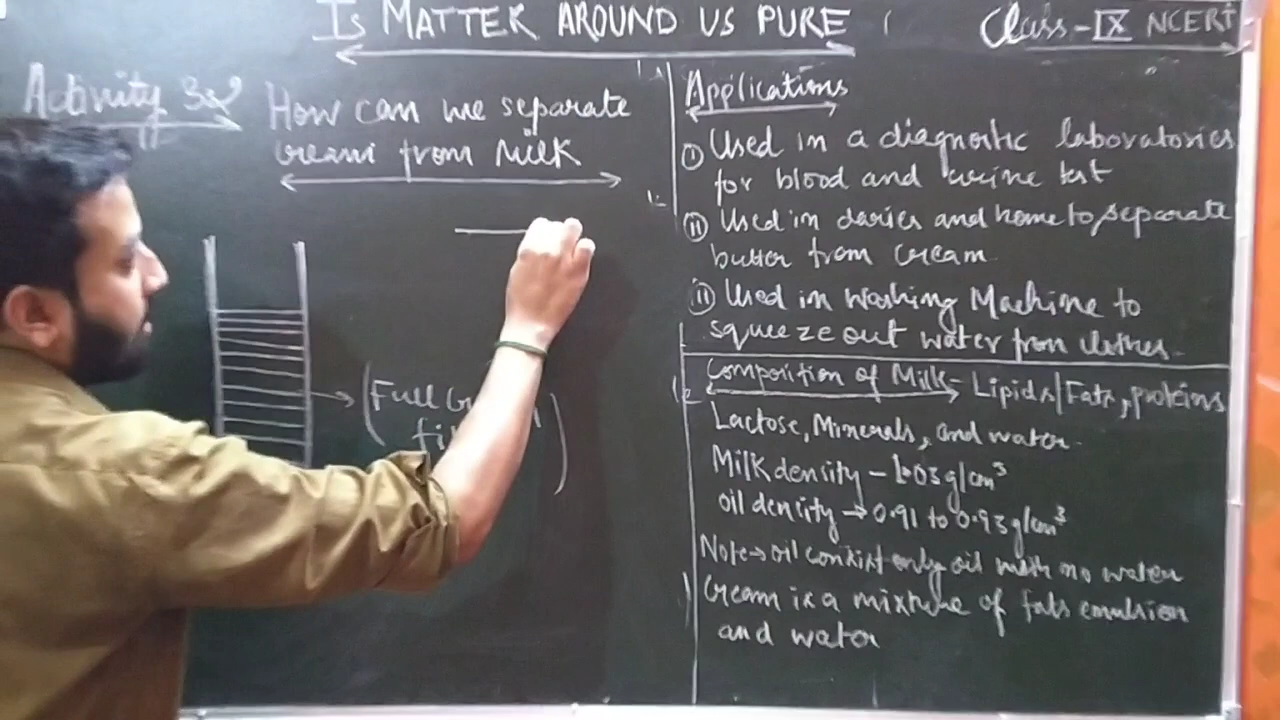 IS MATTER AROUND US PURE
Class-IX NCERT
Activity 3.2
How can we separate
cream from Milk
Full
Applications
I Used in a diagnostic laboratories
for blood and urine test
II Used in daries and home to separate
butter from cream
II Used in Washing Machine to
squeeze out water from clothes
Composition of Milk - Lipids/Fats, proteins
Lactose, Minerals, and water.
Milk density - 1.03 g/cm³
oil density → 0.91 to 0.93 g/cm³
Note → oil consist only oil with no water
Cream is a mixture of fats emulsion
and water